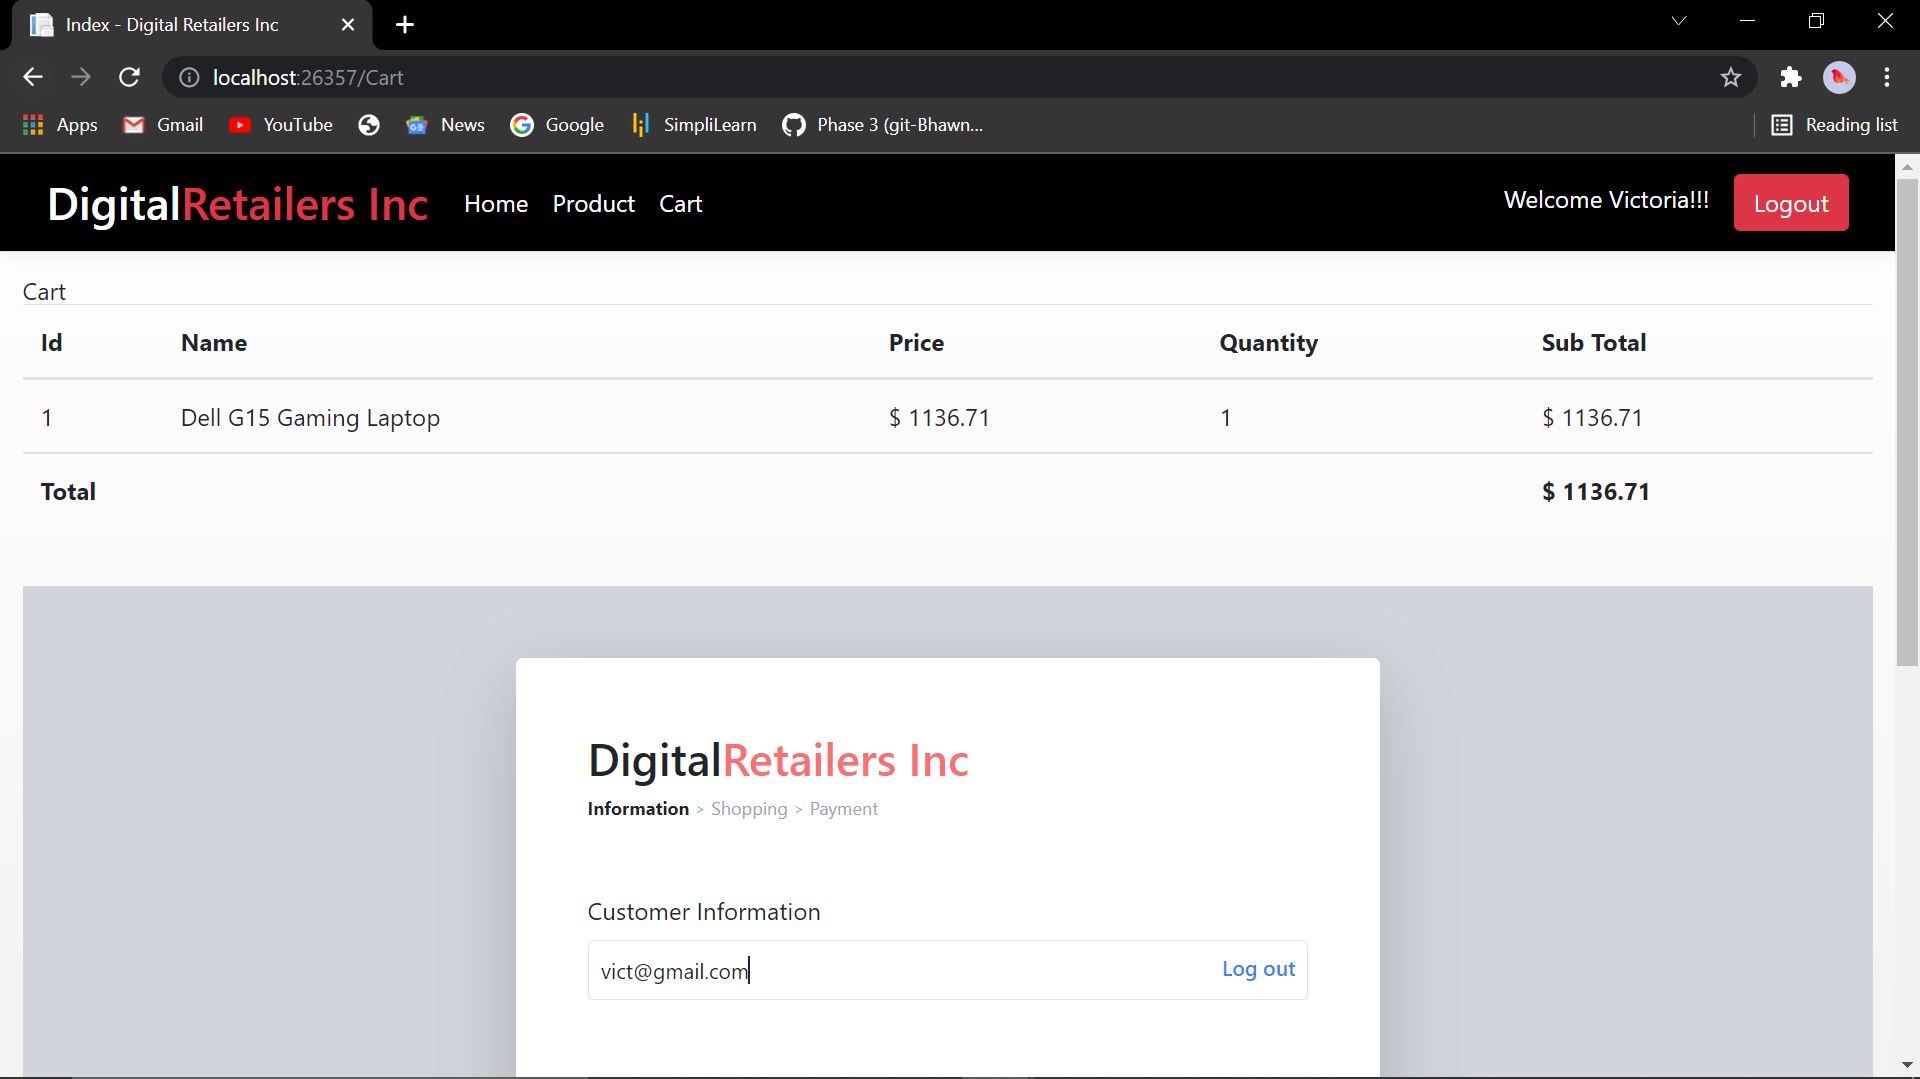 Index - Digital Retailers Inc
localhost:26357/Cart
Apps Gmail YouTube News Google SimpliLearn Phase 3 (git-Bhawn... Reading list
DigitalRetailers Inc Home Product Cart Welcome Victoria!!! Logout
Cart
Id Name Price Quantity Sub Total
1 Dell G15 Gaming Laptop $ 1136.71 1 $ 1136.71
Total $ 1136.71
DigitalRetailers Inc
Information > Shopping > Payment
Customer Information
vict@gmail.com Log out